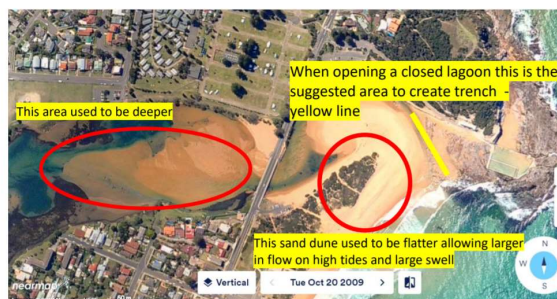 When opening a closed lagoon this is the
suggested area to create trench -
yellow line
This area used to be deeper
This sand dune used to be flatter allowing larger
in flow on high tides and large swell
nearmap
50 m
Vertical
Tue Oct 20 2009
N
W
S